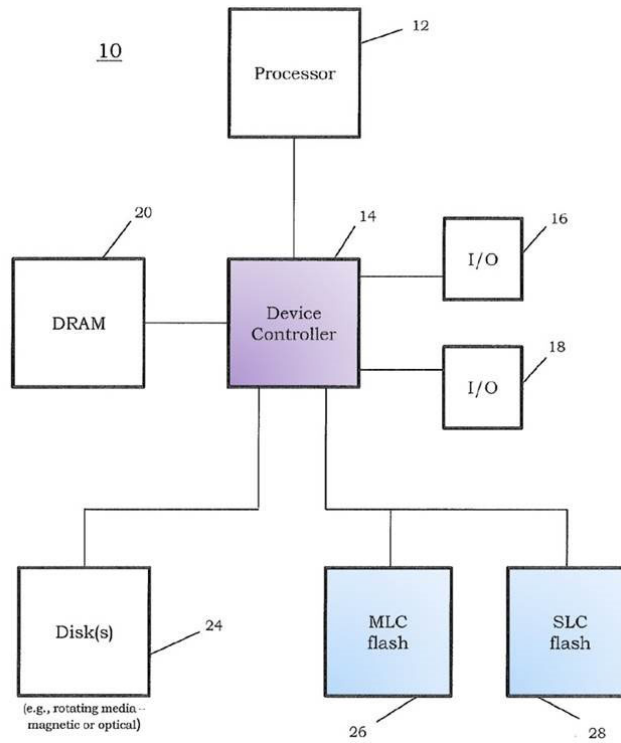 10
12
Processor
20
14
16
DRAM
Device
Controller
I/O
18
I/O
Disk(s)
24
MLC
flash
SLC
flash
(e.g., rotating media--
magnetic or optical)
26
28